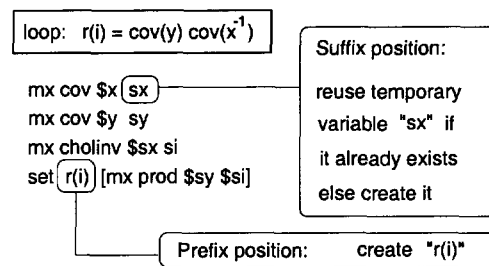 loop: r(i) = cov(y) cov(x⁻¹)
mx cov $x sx
mx cov $y sy
mx cholinv $sx si
set r(i) [mx prod $sy $si]
Suffix position:
reuse temporary
variable "sx" if
it already exists
else create it
Prefix position: create "r(i)"